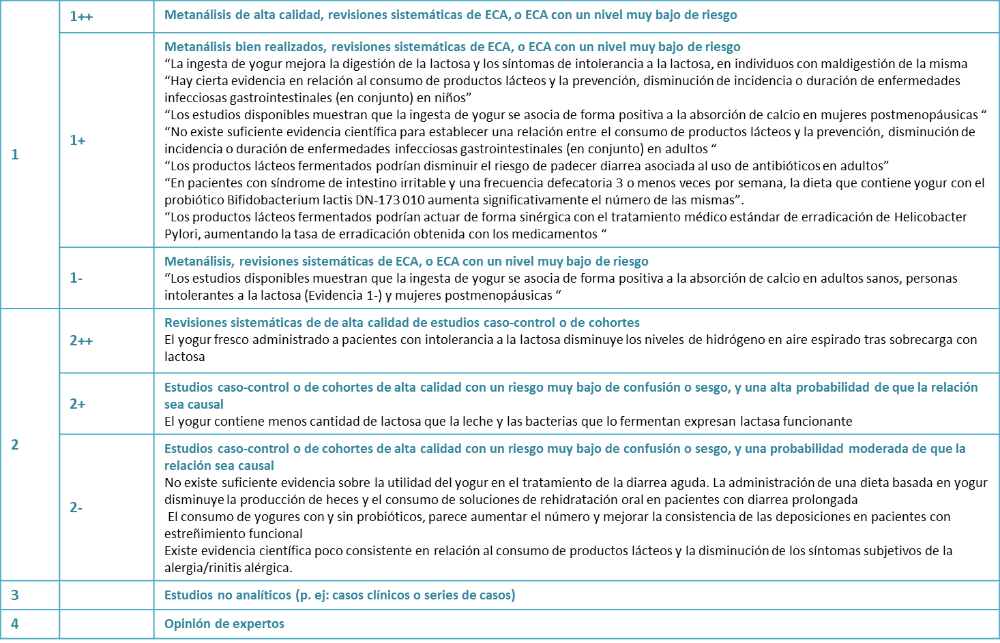 1
1++
Metanálisis de alta calidad, revisiones sistemáticas de ECA, o ECA con un nivel muy bajo de riesgo
1+
Metanálisis bien realizados, revisiones sistemáticas de ECA, o ECA con un nivel muy bajo de riesgo
“La ingesta de yogur mejora la digestión de la lactosa y los síntomas de intolerancia a la lactosa, en individuos con maldigestión de la misma
“Hay cierta evidencia en relación al consumo de productos lácteos y la prevención, disminución de incidencia o duración de enfermedades
infecciosas gastrointestinales (en conjunto) en niños”
“Los estudios disponibles muestran que la ingesta de yogur se asocia de forma positiva a la absorción de calcio en mujeres postmenopáusicas “
“No existe suficiente evidencia científica para establecer una relación entre el consumo de productos lácteos y la prevención, disminución de
incidencia o duración de enfermedades infecciosas gastrointestinales (en conjunto) en adultos “
“Los productos lácteos fermentados podrían disminuir el riesgo de padecer diarrea asociada al uso de antibióticos en adultos”
“En pacientes con síndrome de intestino irritable y una frecuencia defecatoria 3 o menos veces por semana, la dieta que contiene yogur con el
probiótico Bifidobacterium lactis DN-173 010 aumenta significativamente el número de las mismas”.
“Los productos lácteos fermentados podrían actuar de forma sinérgica con el tratamiento médico estándar de erradicación de Helicobacter
Pylori, aumentando la tasa de erradicación obtenida con los medicamentos “
1-
Metanálisis, revisiones sistemáticas de ECA, o ECA con un nivel muy bajo de riesgo
“Los estudios disponibles muestran que la ingesta de yogur se asocia de forma positiva a la absorción de calcio en adultos sanos, personas
intolerantes a la lactosa (Evidencia 1-) y mujeres postmenopáusicas “
2
2++
Revisiones sistemáticas de de alta calidad de estudios caso-control o de cohortes
El yogur fresco administrado a pacientes con intolerancia a la lactosa disminuye los niveles de hidrógeno en aire espirado tras sobrecarga con
lactosa
2+
Estudios caso-control o de cohortes de alta calidad con un riesgo muy bajo de confusión o sesgo, y una alta probabilidad de que la relación
sea causal
El yogur contiene menos cantidad de lactosa que la leche y las bacterias que lo fermentan expresan lactasa funcionante
2-
Estudios caso-control o de cohortes de alta calidad con un riesgo muy bajo de confusión o sesgo, y una probabilidad moderada de que la
relación sea causal
No existe suficiente evidencia sobre la utilidad del yogur en el tratamiento de la diarrea aguda. La administración de una dieta basada en yogur
disminuye la producción de heces y el consumo de soluciones de rehidratación oral en pacientes con diarrea prolongada
El consumo de yogures con y sin probióticos, parece aumentar el número y mejorar la consistencia de las deposiciones en pacientes con
estreñimiento funcional
Existe evidencia científica poco consistente en relación al consumo de productos lácteos y la disminución de los síntomas subjetivos de la
alergia/rinitis alérgica.
3
Estudios no analíticos (p. ej: casos clínicos o series de casos)
4
Opinión de expertos